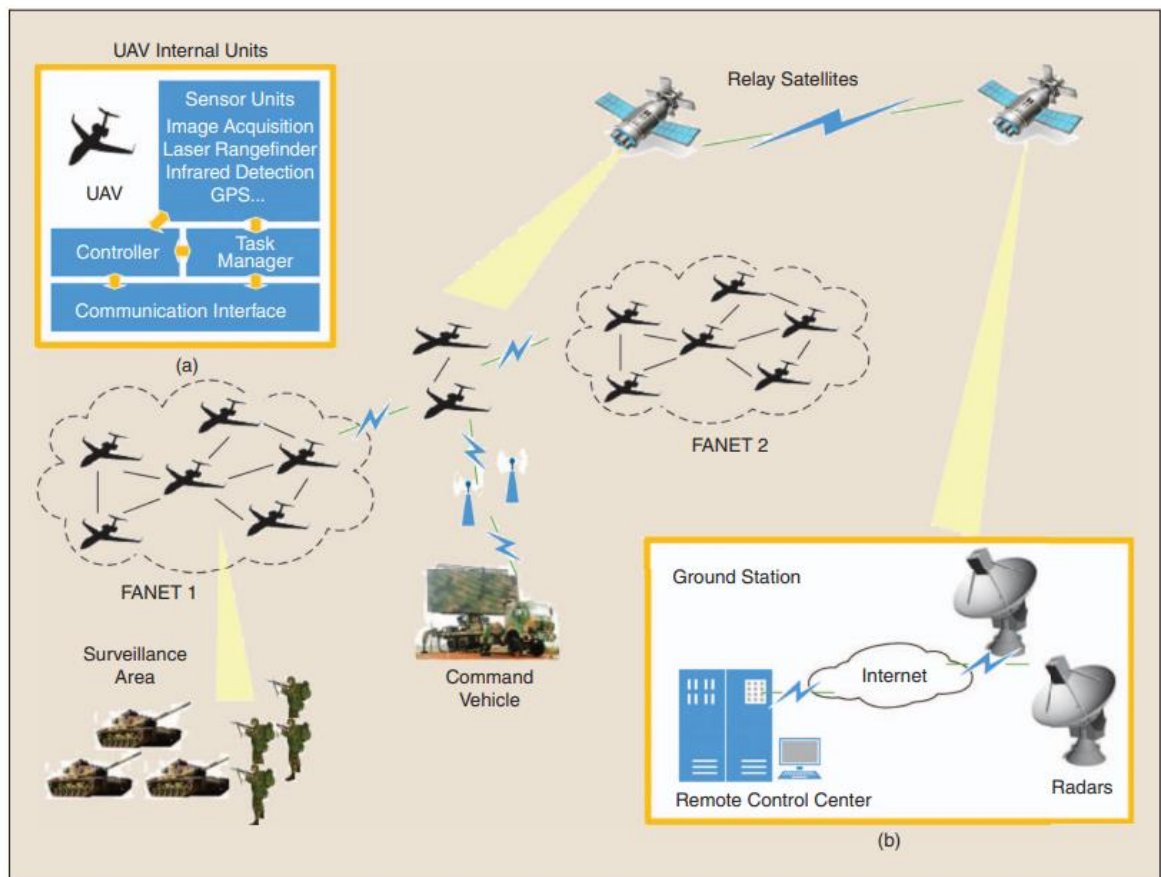 UAV Internal Units
UAV
Sensor Units
Image Acquisition
Laser Rangefinder
Infrared Detection
GPS...
Controller
Task
Manager
Communication Interface
(a)
Relay Satellites
FANET 2
FANET 1
Surveillance
Area
Command
Vehicle
Ground Station
Internet
Remote Control Center
Radars
(b)